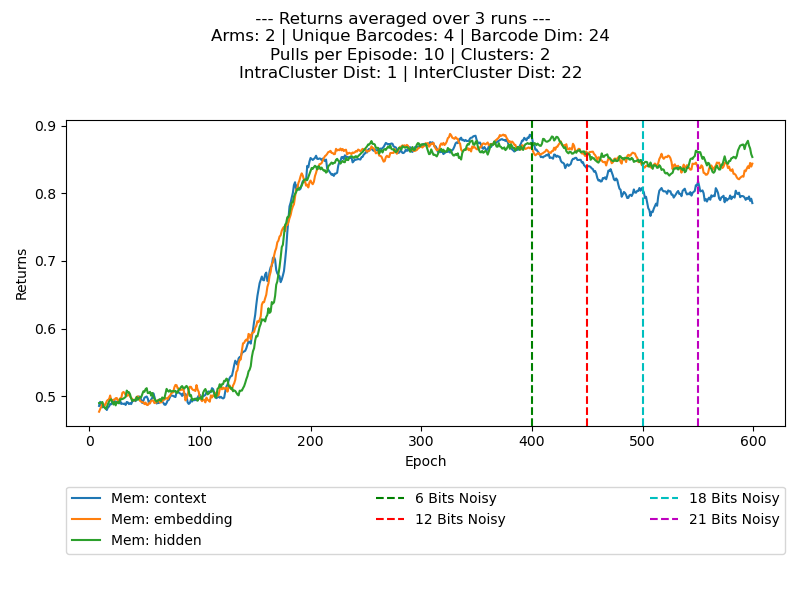 --- Returns averaged over 3 runs ---
Arms: 2 | Unique Barcodes: 4 | Barcode Dim: 24
Pulls per Episode: 10 | Clusters: 2
IntraCluster Dist: 1 | InterCluster Dist: 22
0.9
0.8
0.7
0.6
0.5
Returns
0 100 200 300 400 500 600
Epoch
Mem: context 6 Bits Noisy 18 Bits Noisy
Mem: embedding 12 Bits Noisy 21 Bits Noisy
Mem: hidden